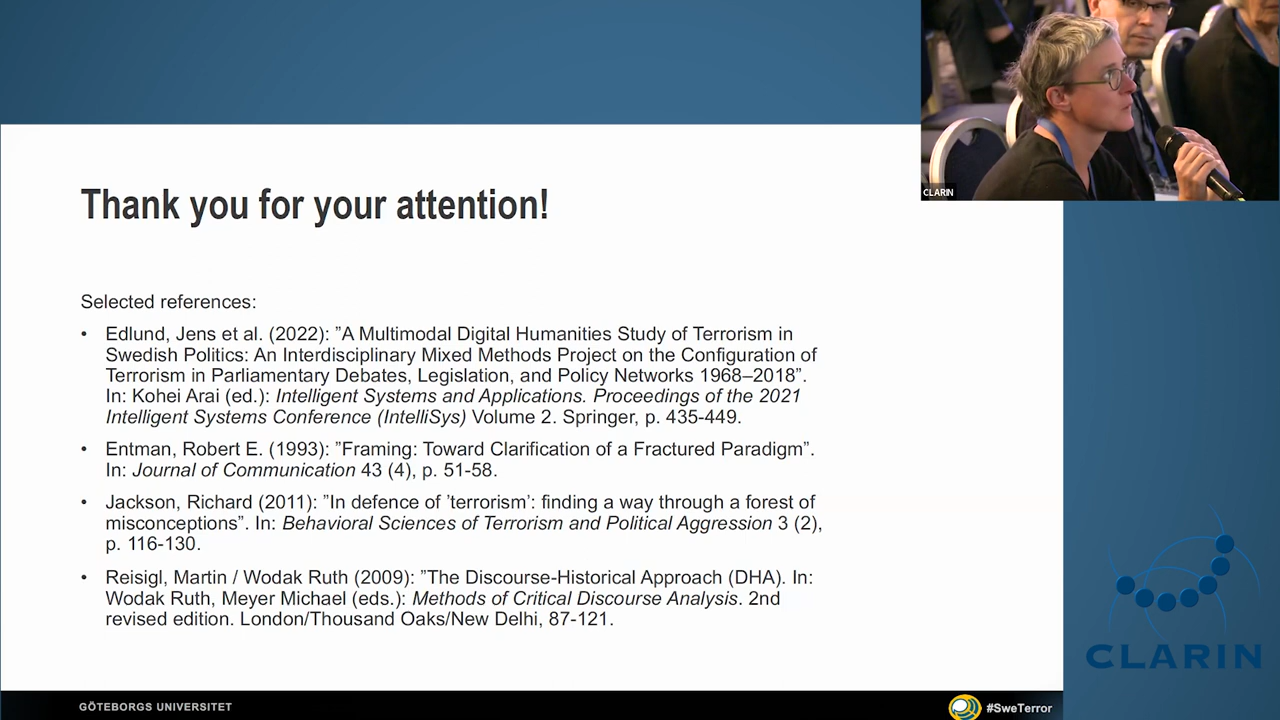 CLARIN
Thank you for your attention!
Selected references:
• Edlund, Jens et al. (2022): ”A Multimodal Digital Humanities Study of Terrorism in
Swedish Politics: An Interdisciplinary Mixed Methods Project on the Configuration of
Terrorism in Parliamentary Debates, Legislation, and Policy Networks 1968–2018”.
In: Kohei Arai (ed.): Intelligent Systems and Applications. Proceedings of the 2021
Intelligent Systems Conference (IntelliSys) Volume 2. Springer, p. 435-449.
• Entman, Robert E. (1993): ”Framing: Toward Clarification of a Fractured Paradigm”.
In: Journal of Communication 43 (4), p. 51-58.
• Jackson, Richard (2011): ”In defence of ’terrorism’: finding a way through a forest of
misconceptions”. In: Behavioral Sciences of Terrorism and Political Aggression 3 (2),
p. 116-130.
• Reisigl, Martin / Wodak Ruth (2009): ”The Discourse-Historical Approach (DHA). In:
Wodak Ruth, Meyer Michael (eds.): Methods of Critical Discourse Analysis. 2nd
revised edition. London/Thousand Oaks/New Delhi, 87-121.
CLARIN
GÖTEBORGS UNIVERSITET
#SweTerror